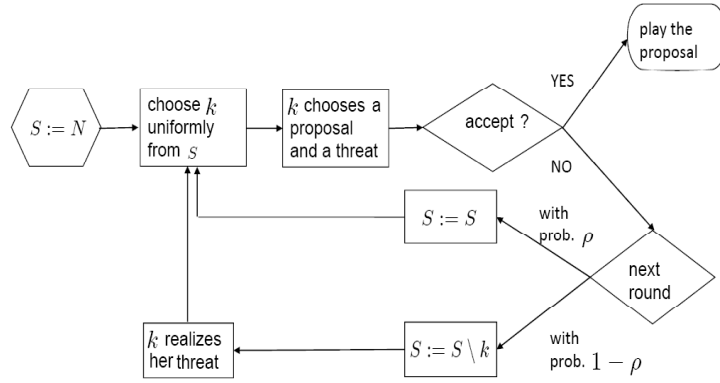 play the
proposal
YES
S := N
choose k
uniformly
from S
k chooses a
proposal
and a threat
accept ?
NO
S := S
with
prob. ρ
next
round
k realizes
her threat
S := S \ k
with
prob. 1 − ρ